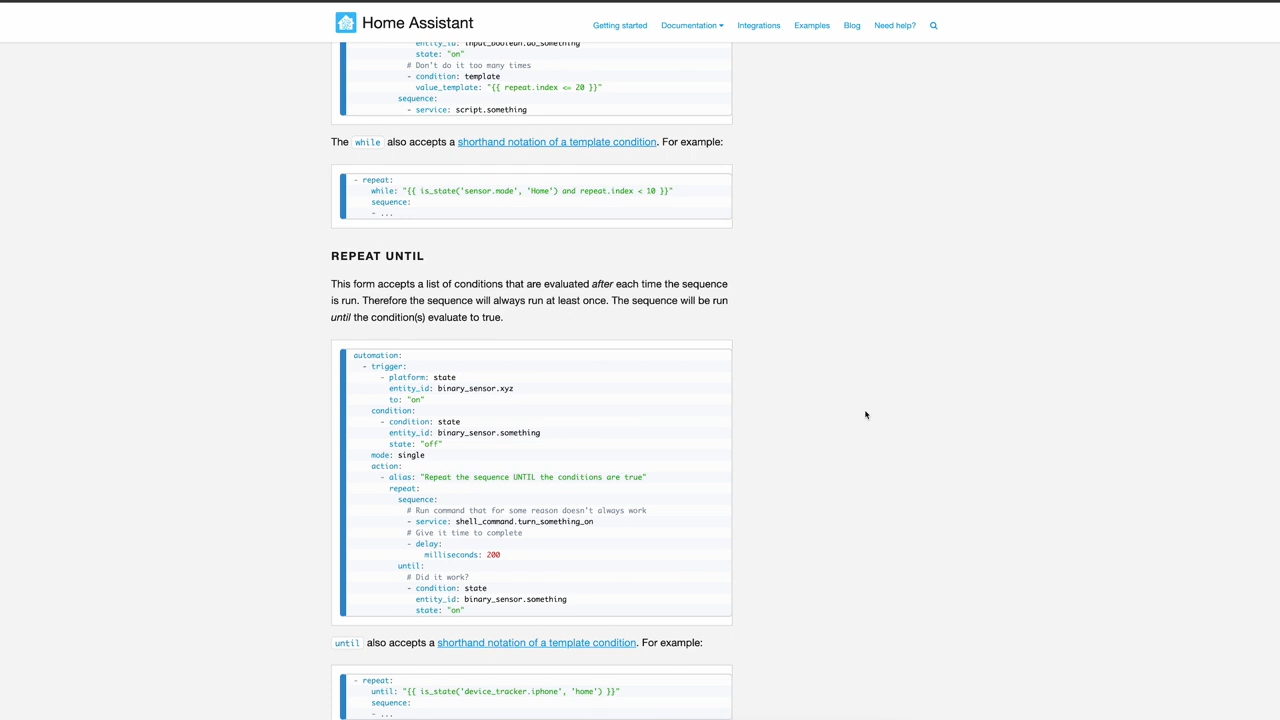 Home Assistant
Getting started
Documentation
Integrations
Examples
Blog
Need help?
entity_id: input_boolean.do_something
state: "on"
# Don't do it too many times
- condition: template
value_template: "{{ repeat.index <= 20 }}"
sequence:
- service: script.something
The while also accepts a shorthand notation of a template condition. For example:
- repeat:
while: "{{ is_state('sensor.mode', 'Home') and repeat.index < 10 }}"
sequence:
- ...
REPEAT UNTIL
This form accepts a list of conditions that are evaluated after each time the sequence
is run. Therefore the sequence will always run at least once. The sequence will be run
until the condition(s) evaluate to true.
automation:
- trigger:
- platform: state
entity_id: binary_sensor.xyz
to: "on"
condition:
- condition: state
entity_id: binary_sensor.something
state: "off"
mode: single
action:
- alias: "Repeat the sequence UNTIL the conditions are true"
repeat:
sequence:
# Run command that for some reason doesn't always work
- service: shell_command.turn_something_on
# Give it time to complete
- delay:
milliseconds: 200
until:
# Did it work?
- condition: state
entity_id: binary_sensor.something
state: "on"
until also accepts a shorthand notation of a template condition. For example:
- repeat:
until: "{{ is_state('device_tracker.iphone', 'home') }}"
sequence:
- ...